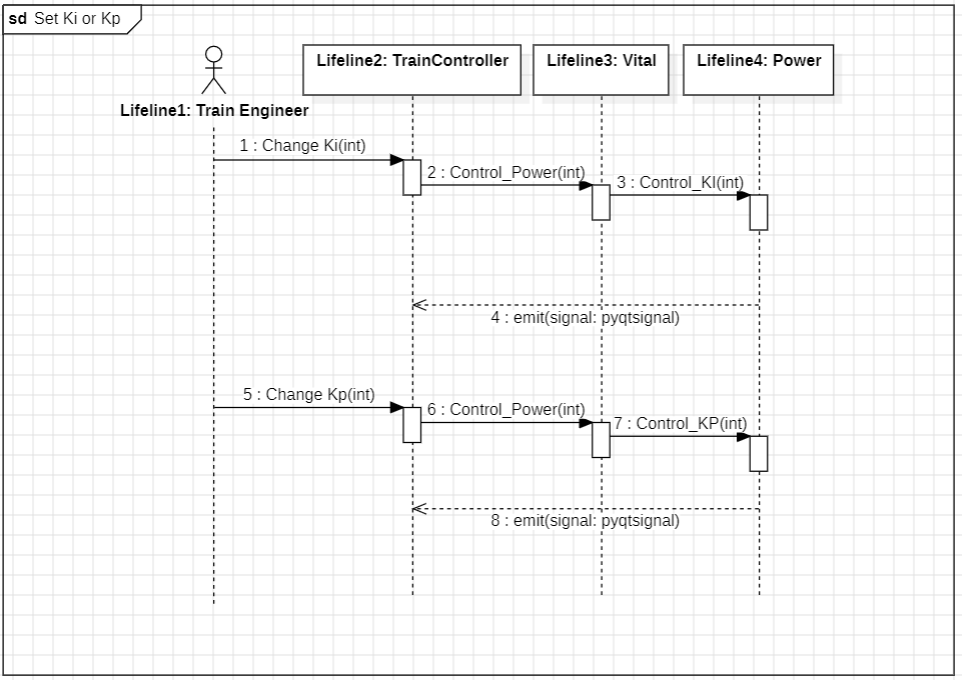 sd Set Ki or Kp
Lifeline1: Train Engineer
Lifeline2: TrainController
Lifeline3: Vital
Lifeline4: Power
1 : Change Ki(int)
2 : Control_Power(int)
3 : Control_KI(int)
4 : emit(signal: pyqtsignal)
5 : Change Kp(int)
6 : Control_Power(int)
7 : Control_KP(int)
8 : emit(signal: pyqtsignal)